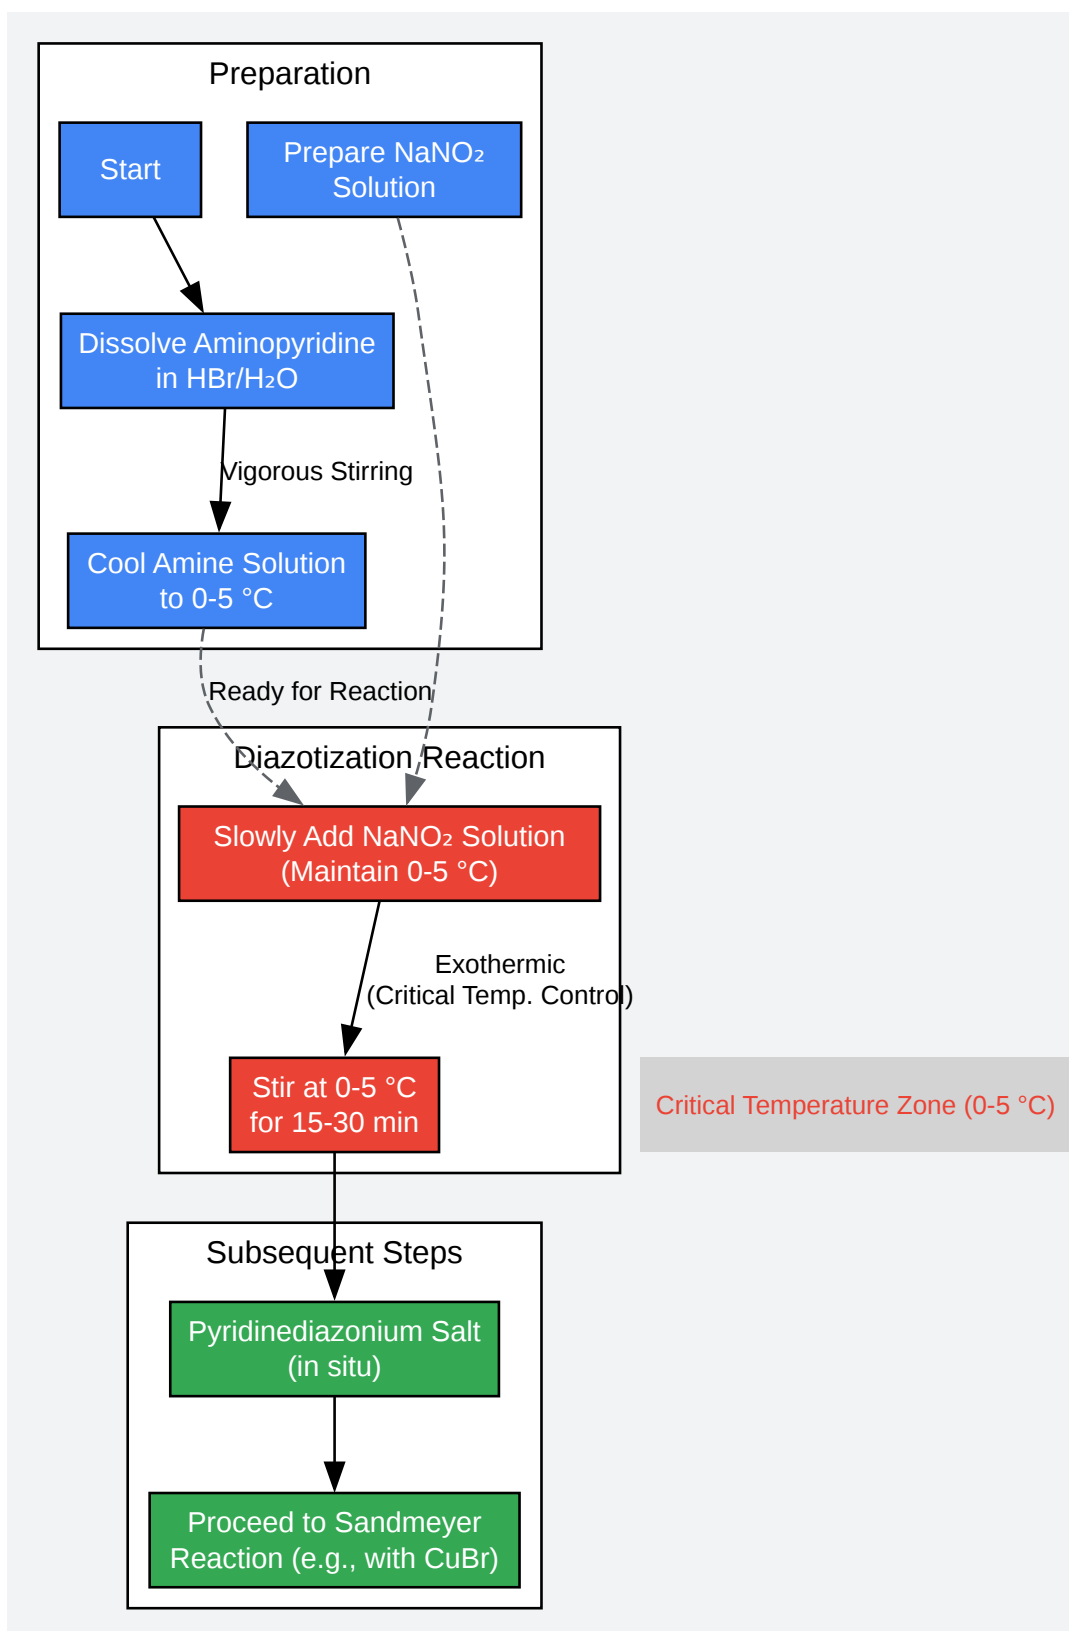 Preparation
Start
Prepare NaNO₂
Solution
Dissolve Aminopyridine
in HBr/H₂O
Vigorous Stirring
Cool Amine Solution
to 0-5 °C
Ready for Reaction
Diazotization Reaction
Slowly Add NaNO₂ Solution
(Maintain 0-5 °C)
Exothermic
(Critical Temp. Control)
Stir at 0-5 °C
for 15-30 min
Critical Temperature Zone (0-5 °C)
Subsequent Steps
Pyridinediazonium Salt
(in situ)
Proceed to Sandmeyer
Reaction (e.g., with CuBr)